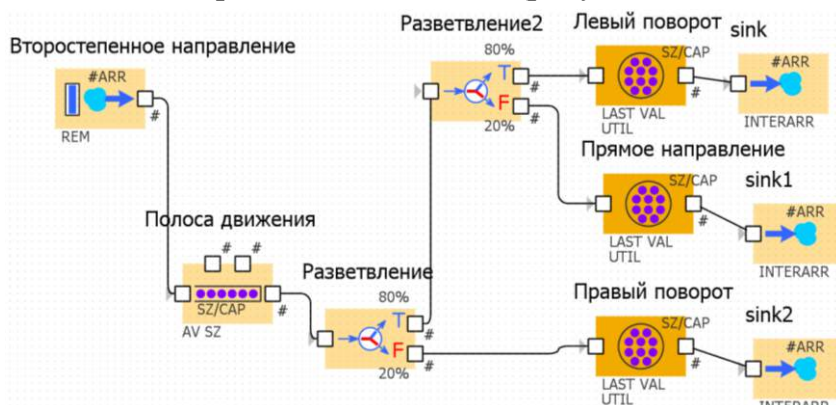 Разветвление2
Левый поворот
sink
Второстепенное направление
80%
SZ/CAP
#ARR
#ARR
T
#
#
#
F
#
REM
20%
LAST VAL
UTIL
INTERARR
Прямое направление
SZ/CAP
sink1
#ARR
#
Полоса движения
LAST VAL
UTIL
INTERARR
# #
Разветвление
Правый поворот
SZ/CAP
#
80%
SZ/CAP
sink2
AV SZ
T
#
#ARR
F
#
#
20%
LAST VAL
UTIL
INTERARR